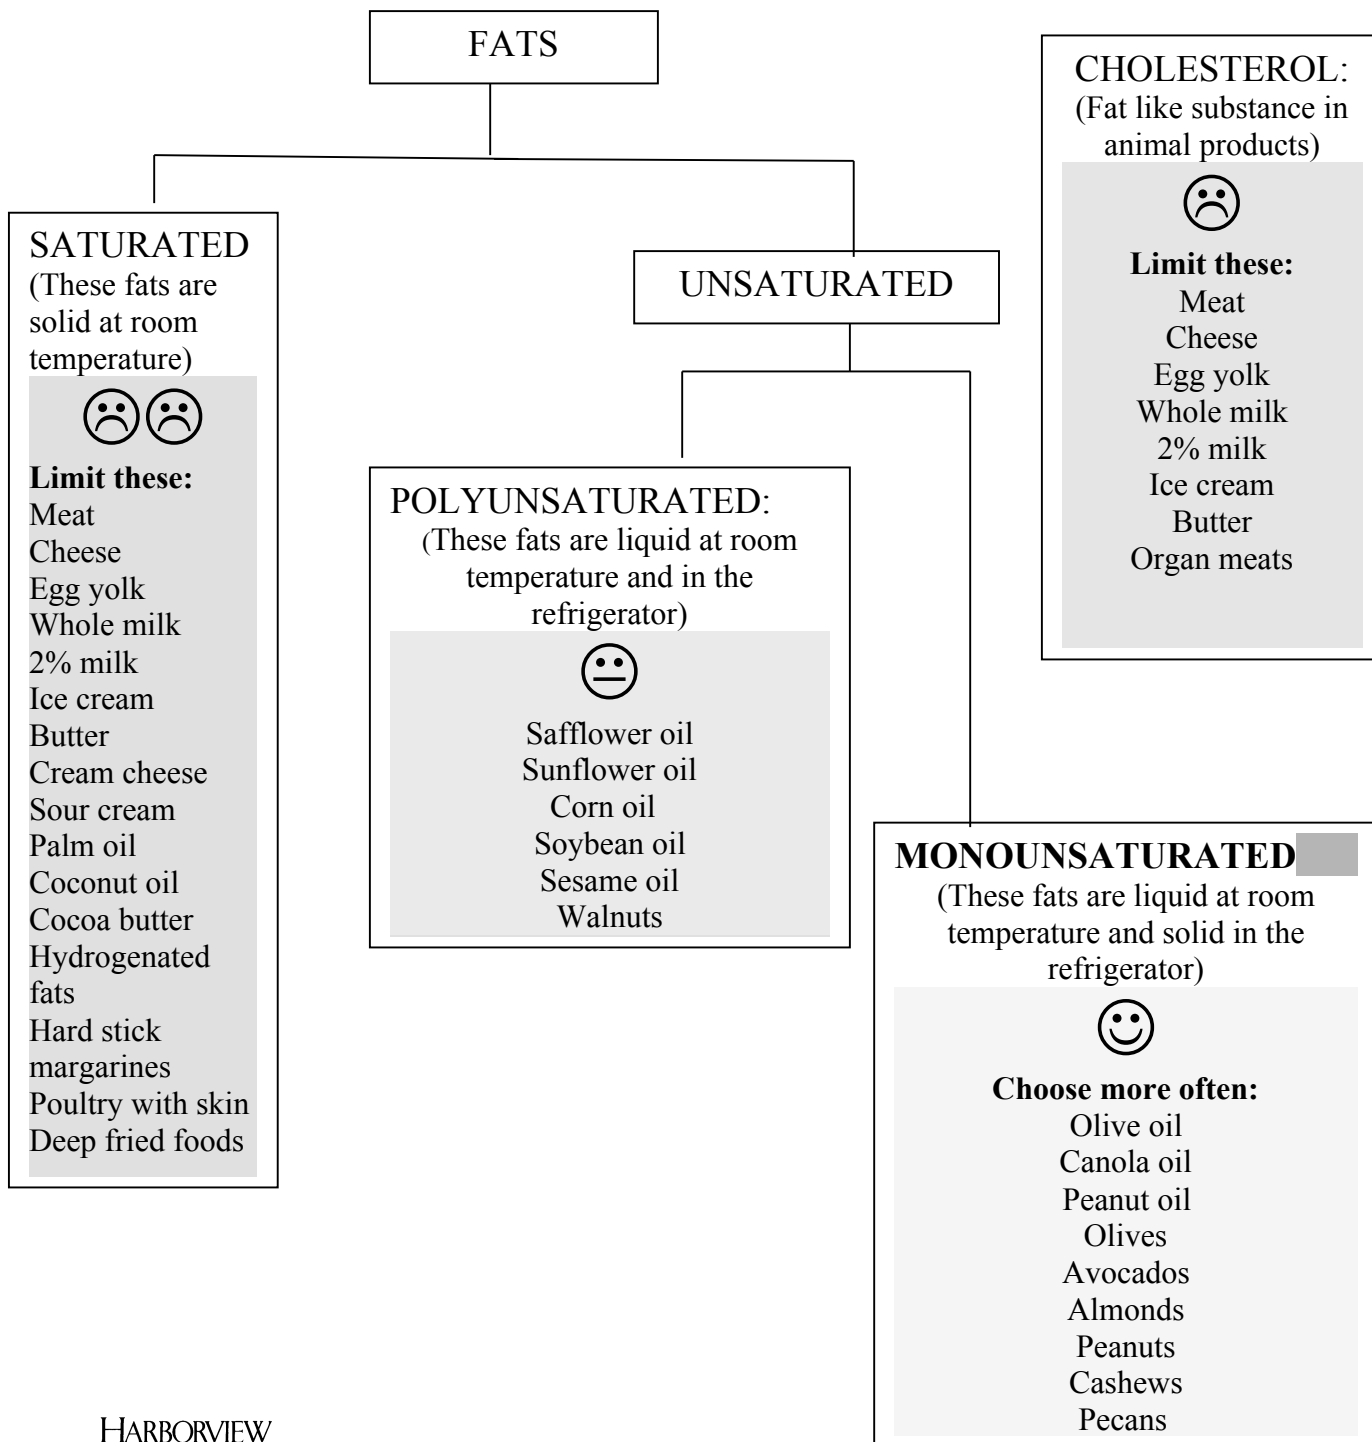 FATS
CHOLESTEROL:
(Fat like substance in
animal products)
Limit these:
Meat
Cheese
Egg yolk
Whole milk
2% milk
Ice cream
Butter
Organ meats
SATURATED
(These fats are
solid at room
temperature)
Limit these:
Meat
Cheese
Egg yolk
Whole milk
2% milk
Ice cream
Butter
Cream cheese
Sour cream
Palm oil
Coconut oil
Cocoa butter
Hydrogenated
fats
Hard stick
margarines
Poultry with skin
Deep fried foods
UNSATURATED
POLYUNSATURATED:
(These fats are liquid at room
temperature and in the
refrigerator)
Safflower oil
Sunflower oil
Corn oil
Soybean oil
Sesame oil
Walnuts
MONOUNSATURATED
(These fats are liquid at room
temperature and solid in the
refrigerator)
Choose more often:
Olive oil
Canola oil
Peanut oil
Olives
Avocados
Almonds
Peanuts
Cashews
Pecans
HARBORVIEW